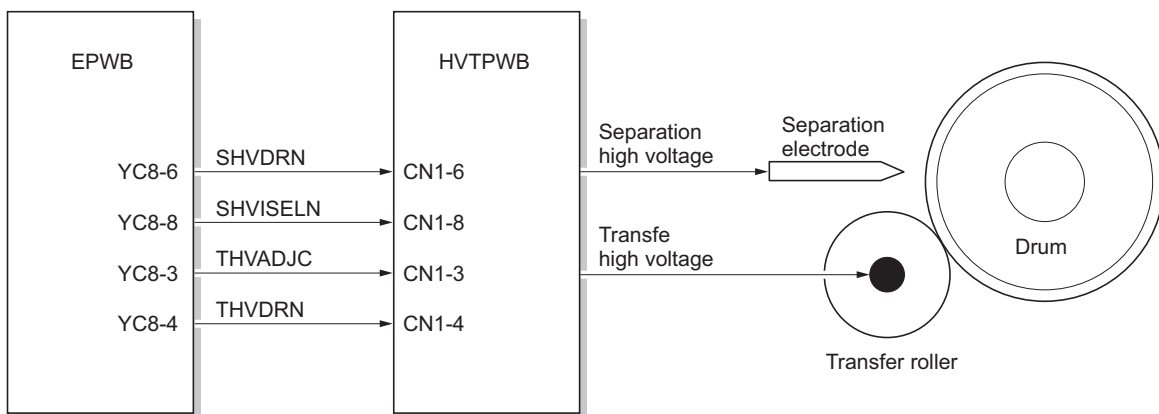 EPWB
HVTPWB
Separation
high voltage
Separation
electrode
YC8-6
SHVDRN
CN1-6
YC8-8
SHVISELN
CN1-8
Transfe
high voltage
Drum
YC8-3
THVADJC
CN1-3
YC8-4
THVDRN
CN1-4
Transfer roller